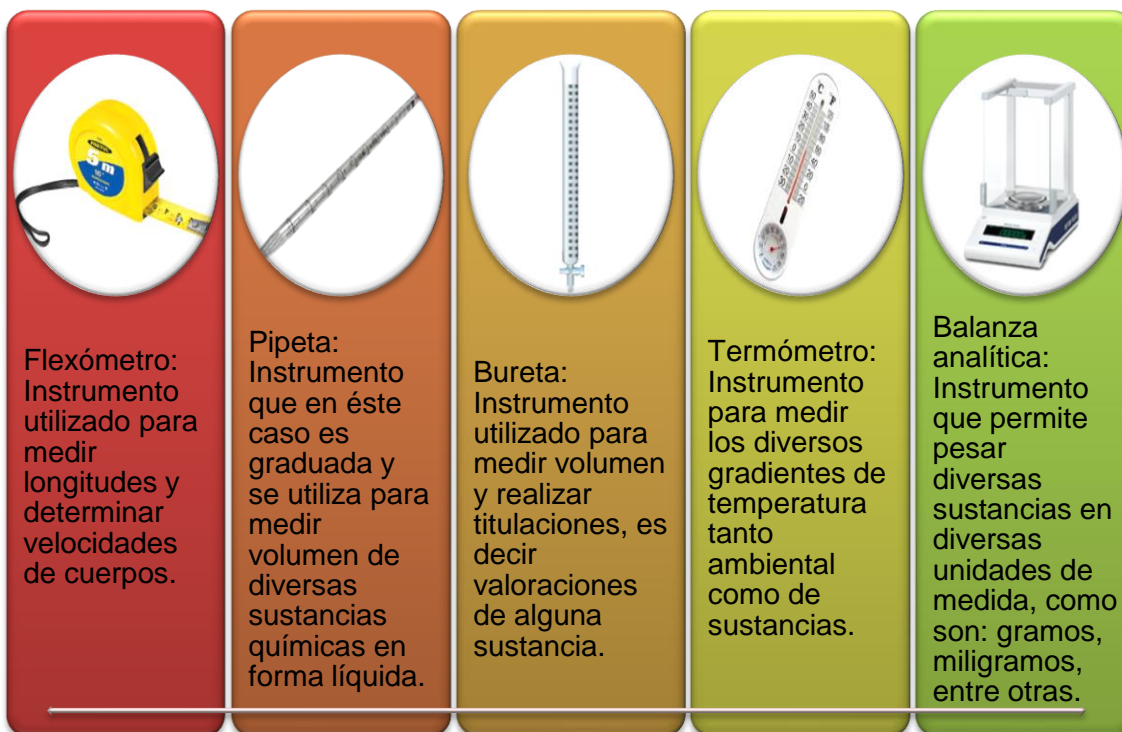 5 m
°C °F
Flexómetro:
Instrumento
utilizado para
medir
longitudes y
determinar
velocidades
de cuerpos.
Pipeta:
Instrumento
que en éste
caso es
graduada y
se utiliza para
medir
volumen de
diversas
sustancias
químicas en
forma líquida.
Bureta:
Instrumento
utilizado para
medir volumen
y realizar
titulaciones, es
decir
valoraciones
de alguna
sustancia.
Termómetro:
Instrumento
para medir
los diversos
gradientes de
temperatura
tanto
ambiental
como de
sustancias.
Balanza
analítica:
Instrumento
que permite
pesar
diversas
sustancias en
diversas
unidades de
medida, como
son: gramos,
miligramos,
entre otras.